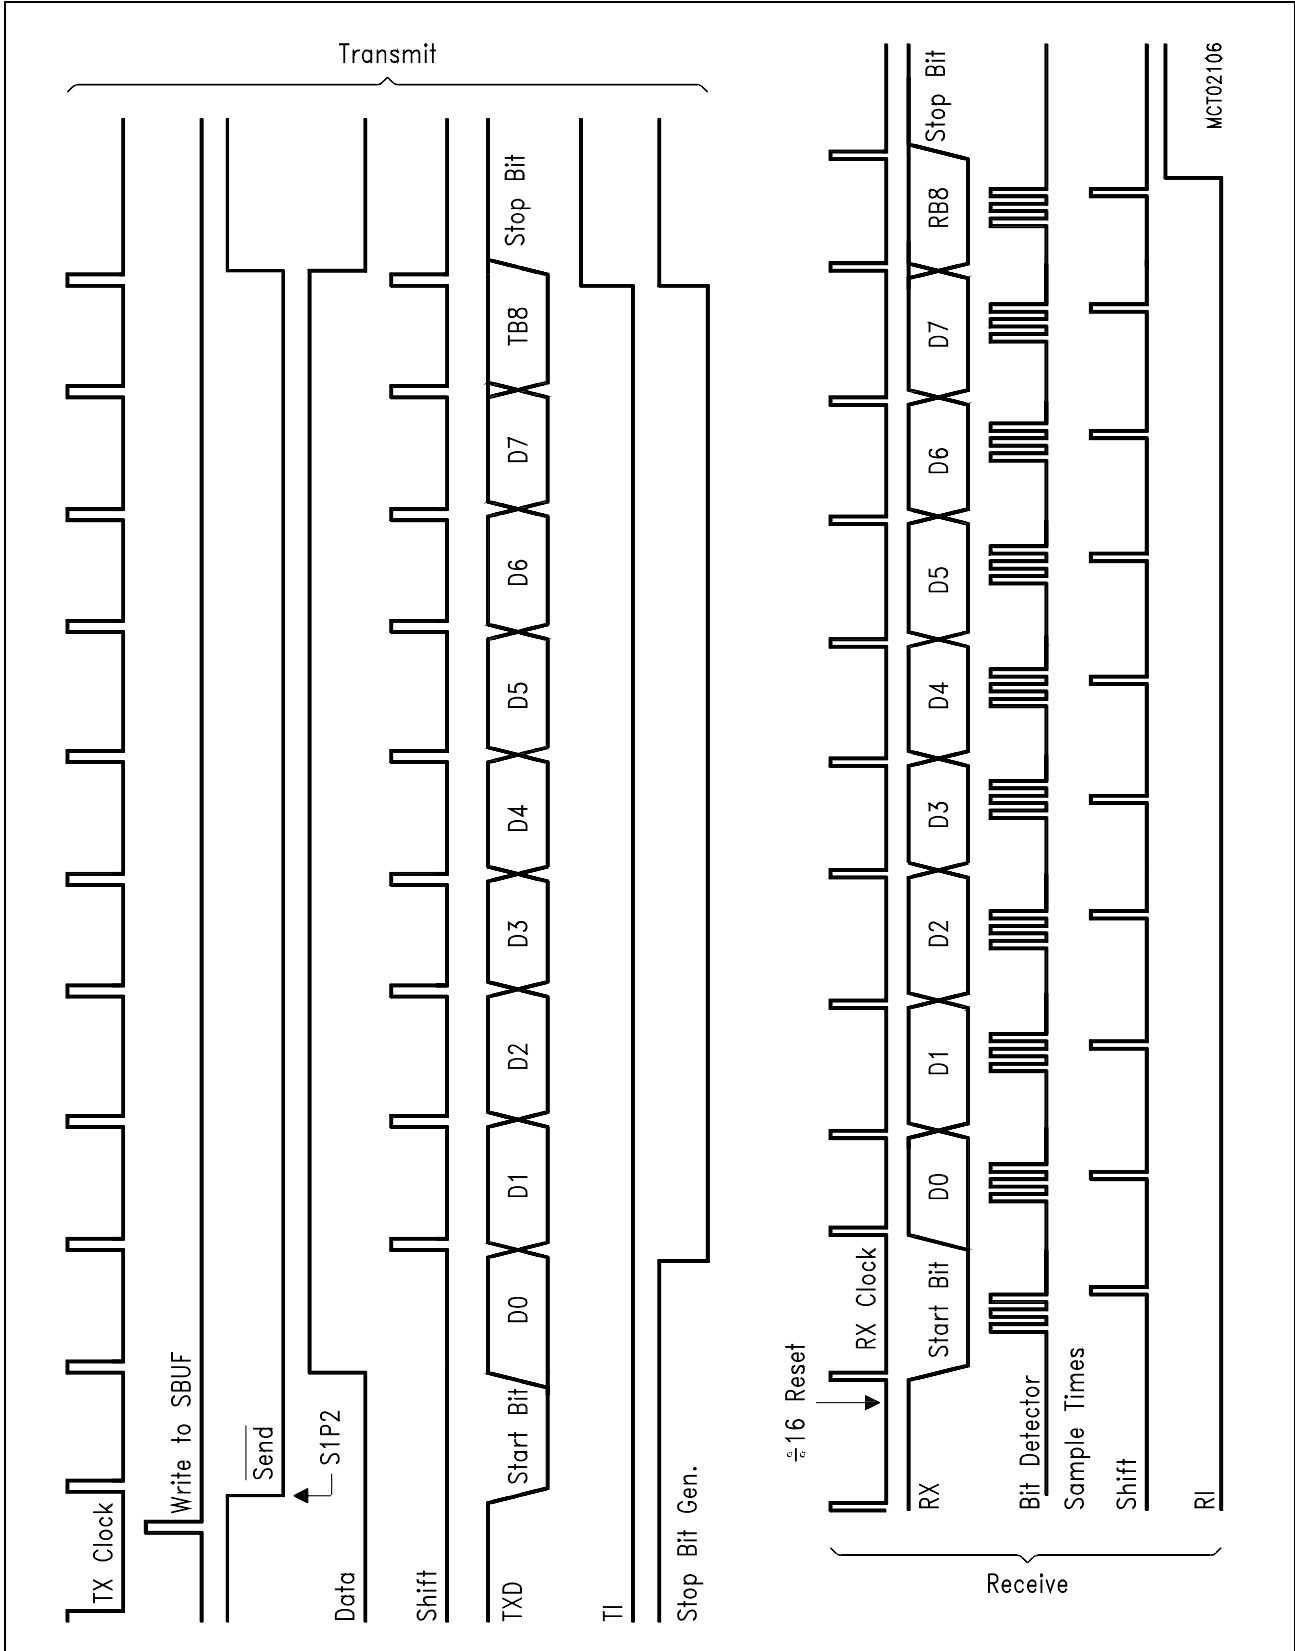 Transmit
TX Clock
Write to SBUF
Send
S1P2
Data
Shift
TXD
Start Bit
D0
D1
D2
D3
D4
D5
D6
D7
TB8
Stop Bit
TI
Stop Bit Gen.
Receive
÷16 Reset
RX Clock
RX
Start Bit
D0
D1
D2
D3
D4
D5
D6
D7
RB8
Stop Bit
Bit Detector
Sample Times
Shift
RI
MCT02106